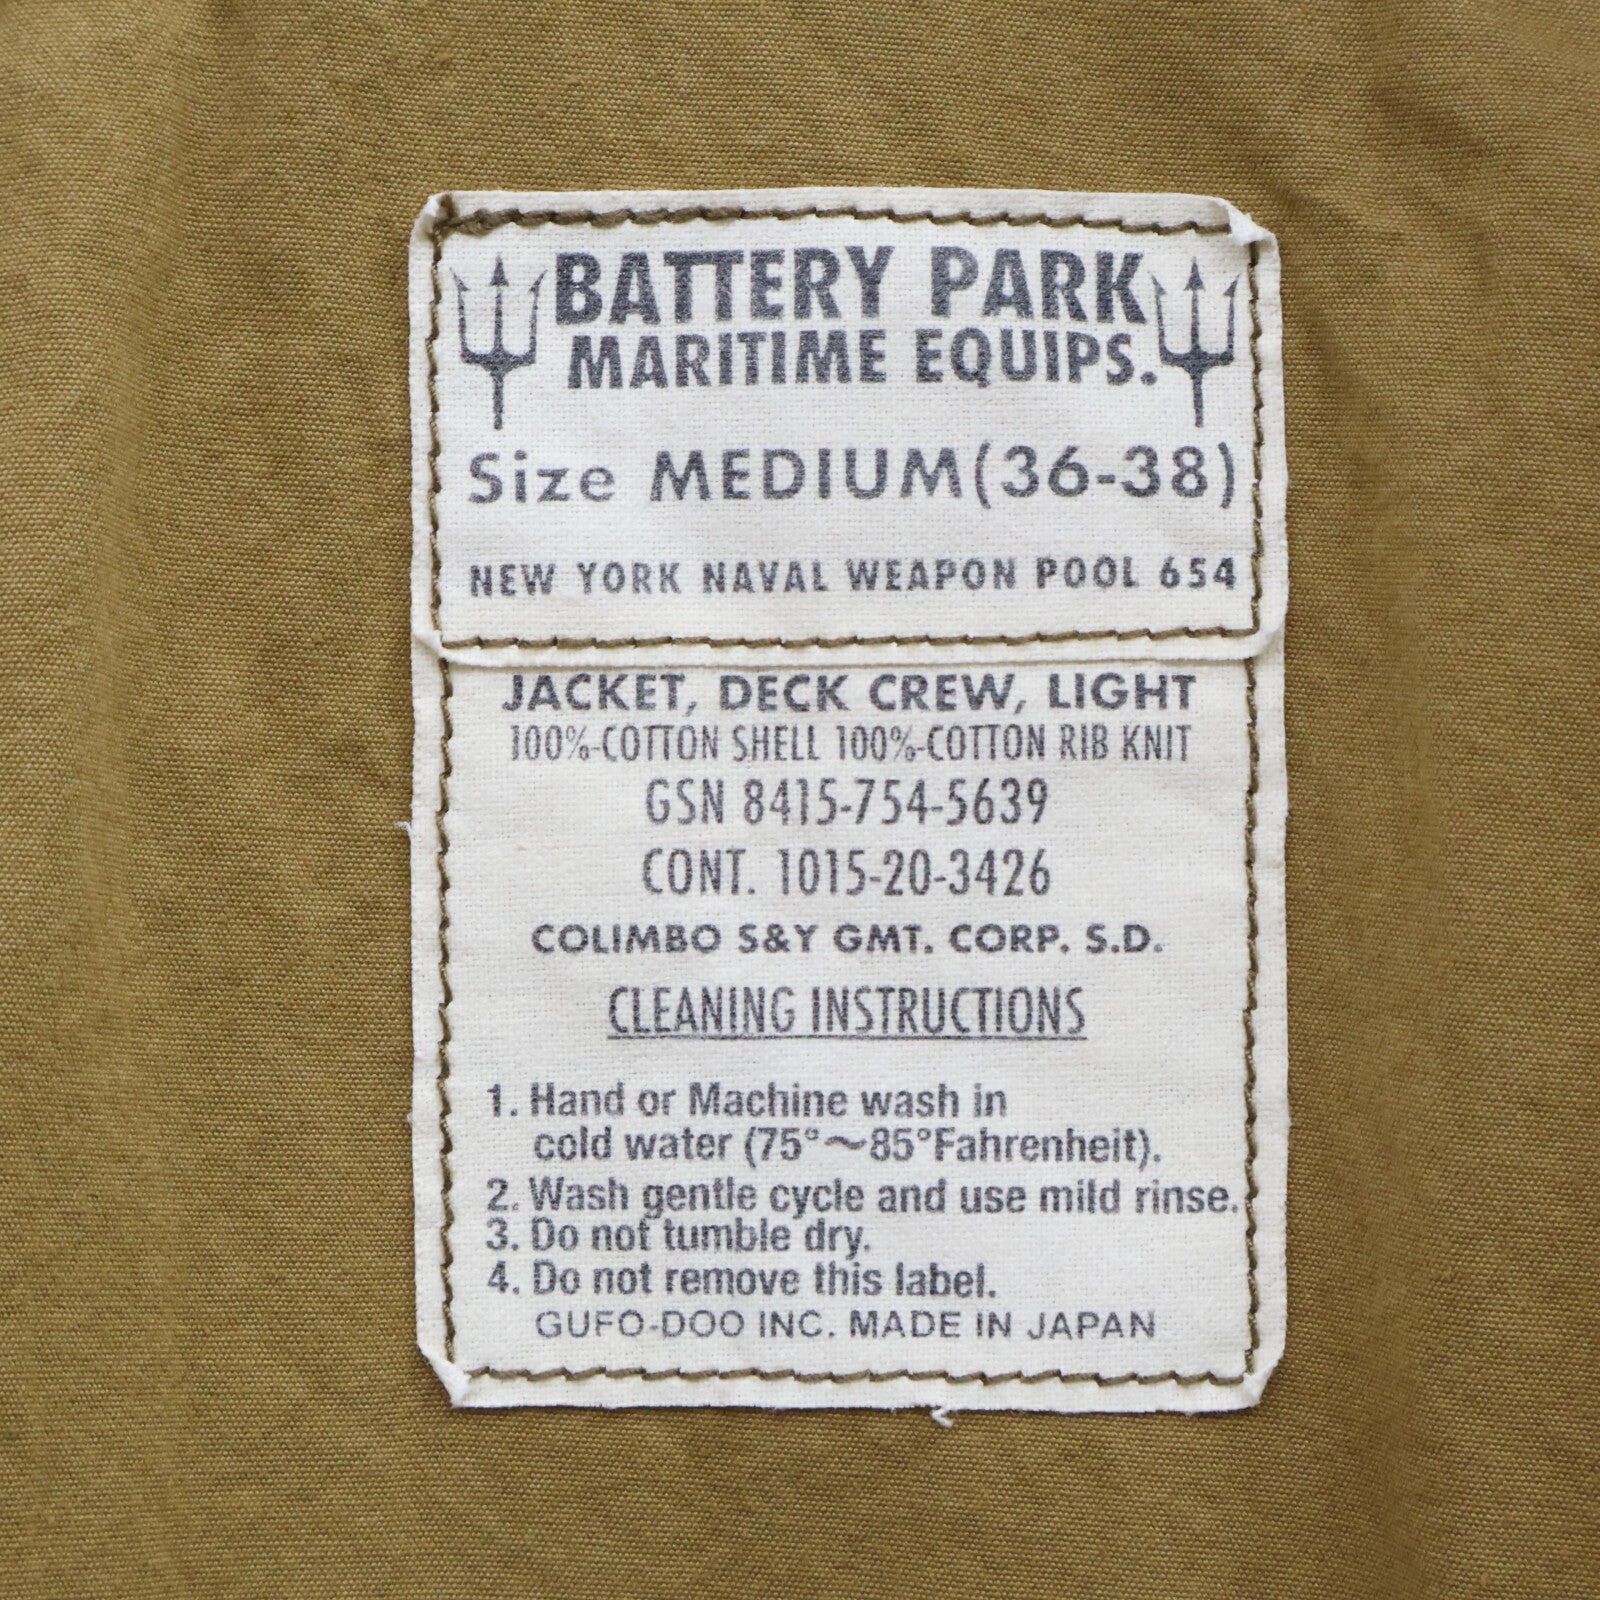 BATTERY PARK
MARITIME EQUIPS.
Size MEDIUM(36-38)
NEW YORK NAVAL WEAPON POOL 654
JACKET, DECK CREW, LIGHT
100%-COTTON SHELL 100%-COTTON RIB KNIT
GSN 8415-754-5639
CONT. 1015-20-3426
COLIMBO S&Y GMT. CORP. S.D.
CLEANING INSTRUCTIONS
1. Hand or Machine wash in
cold water (75°～85°Fahrenheit).
2. Wash gentle cycle and use mild rinse.
3. Do not tumble dry.
4. Do not remove this label.
GUFO-DOO INC. MADE IN JAPAN